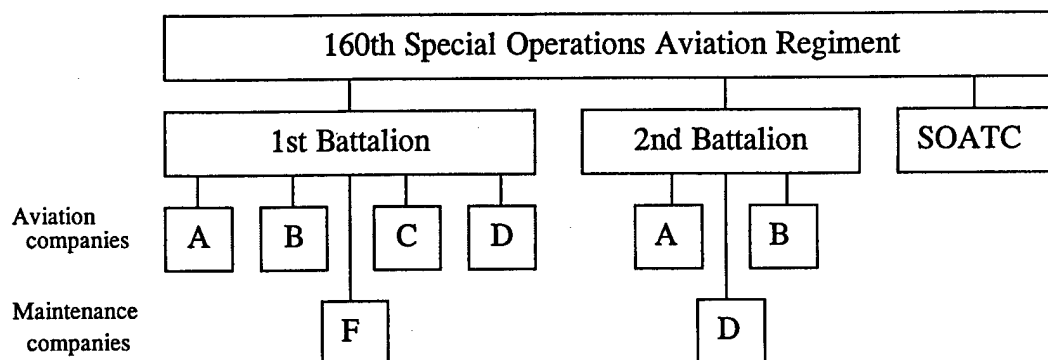 160th Special Operations Aviation Regiment
1st Battalion
2nd Battalion
SOATC
Aviation
companies
A
B
C
D
A
B
Maintenance
companies
F
D